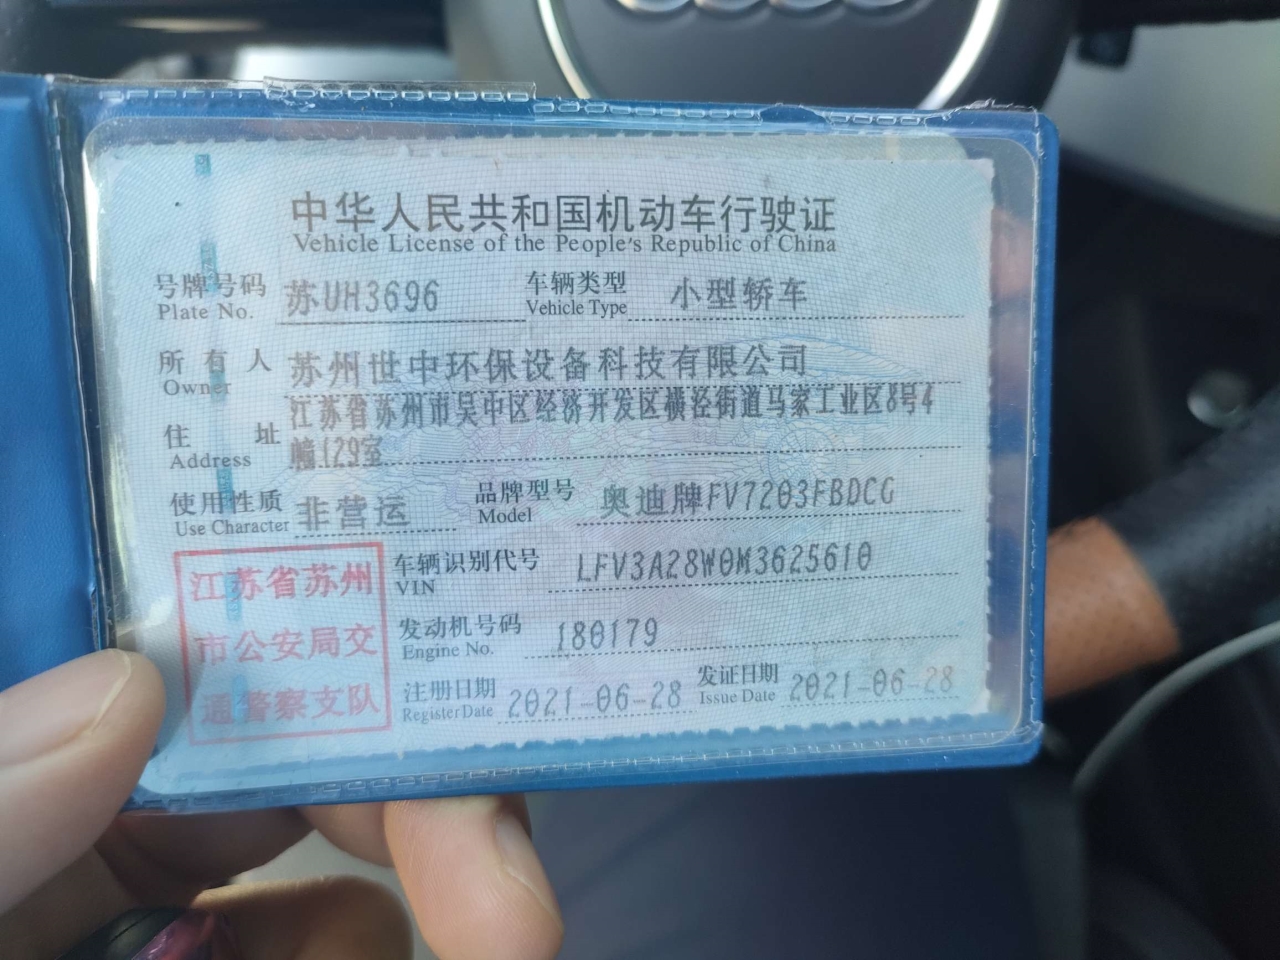 中华人民共和国机动车行驶证
Vehicle License of the People's Republic of China
号牌号码 苏UH3696 车辆类型 小型轿车
Plate No. Vehicle Type
所有人 苏州世中环保设备科技有限公司
Owner
住址 江苏省苏州市吴中区经济开发区横泾街道马家工业区8号4
Address 幢129室
使用性质 非营运 品牌型号 奥迪牌FV7203FBDCG
Use Character Model
车辆识别代号 LFV3A28W0M3625610
VIN
发动机号码 180179
Engine No.
注册日期 2021-06-28 发证日期 2021-06-28
Register Date Issue Date
江苏省苏州
市公安局交
通警察支队